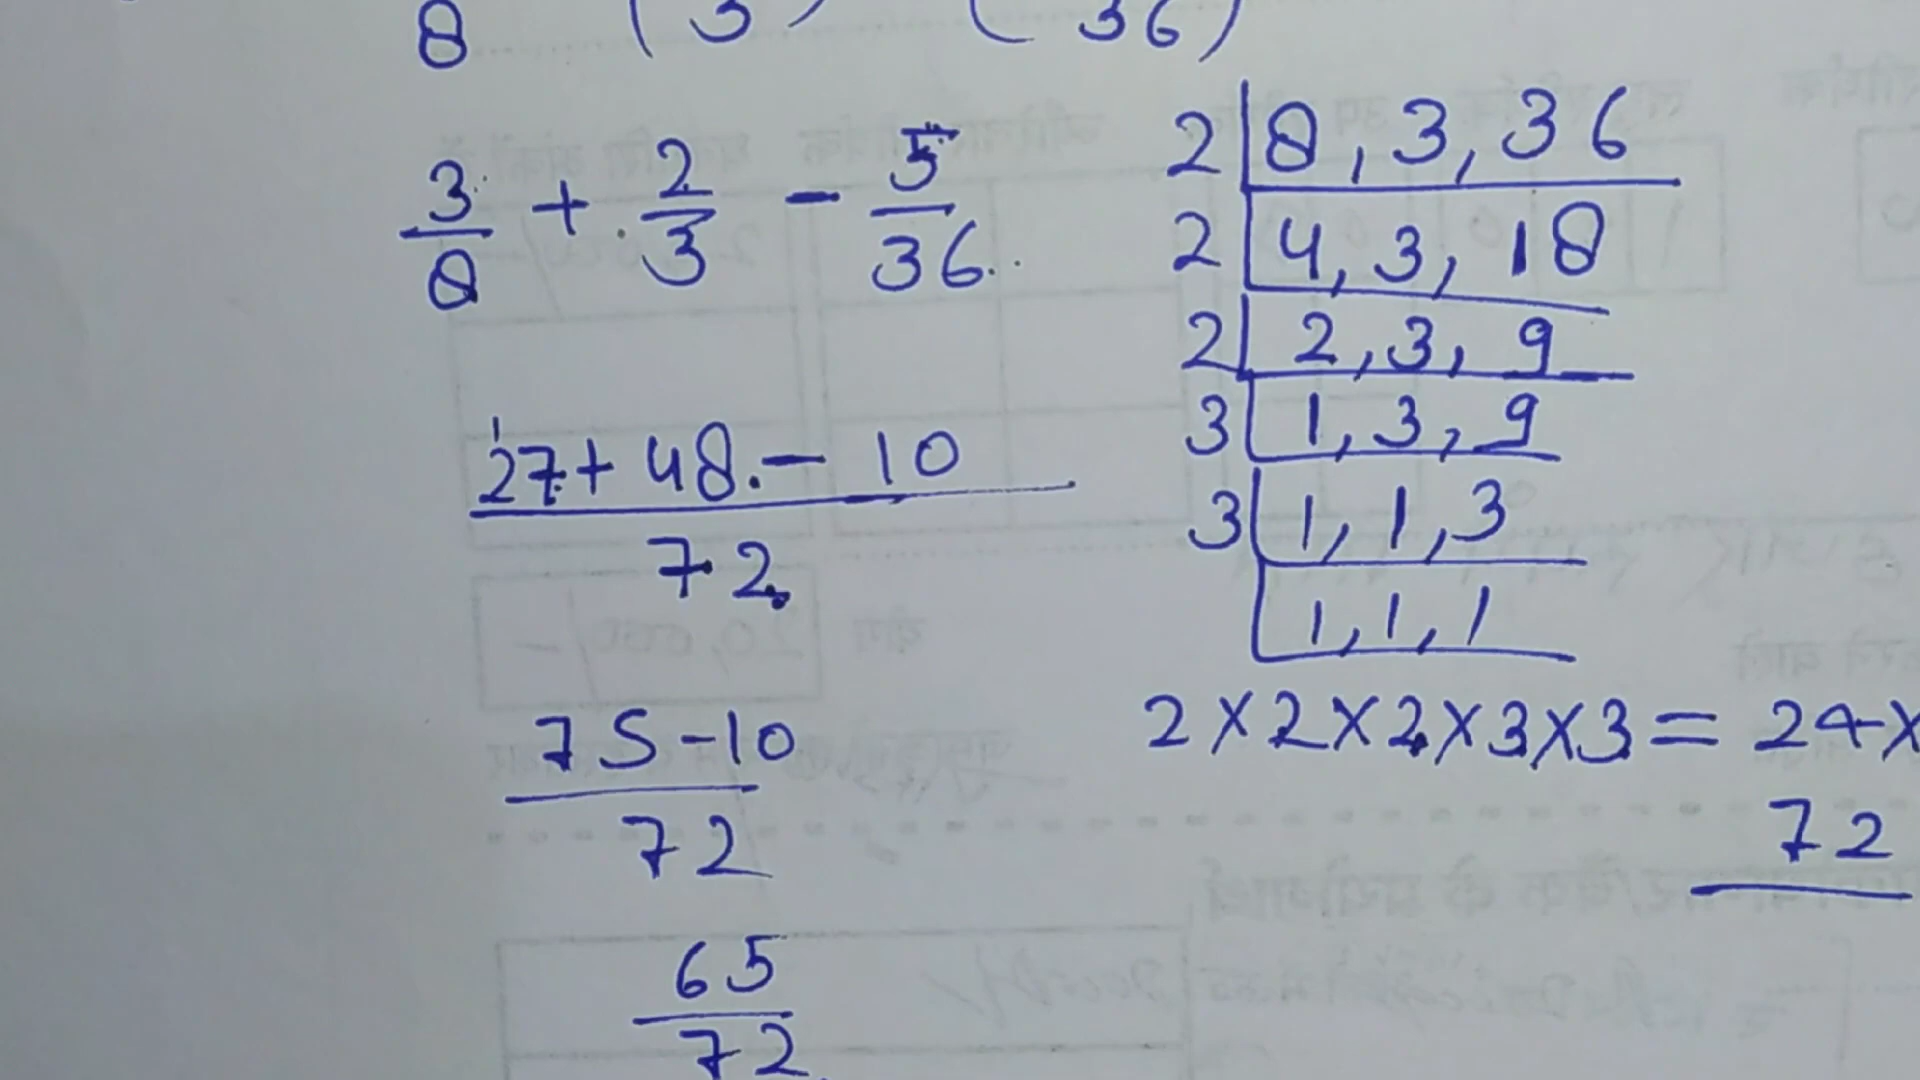 8 (3) (36)
3/8 + 2/3 - 5/36
27 + 48 - 10
72
75 - 10
72
65
72
2 | 8, 3, 36
2 | 4, 3, 18
2 | 2, 3, 9
3 | 1, 3, 9
3 | 1, 1, 3
1, 1, 1
2 × 2 × 2 × 3 × 3 = 24 ×
72